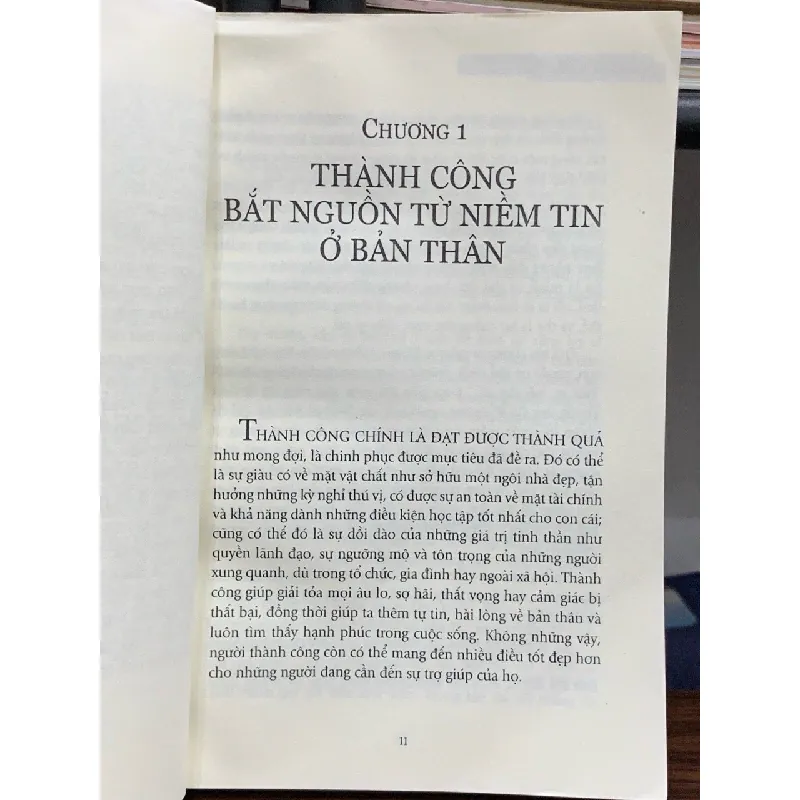 CHƯƠNG 1
THÀNH CÔNG
BẮT NGUỒN TỪ NIỀM TIN
Ở BẢN THÂN
THÀNH CÔNG CHÍNH LÀ ĐẠT ĐƯỢC THÀNH QUẢ
như mong đợi, là chinh phục được mục tiêu đã đề ra. Đó có thể
là sự giàu có về mặt vật chất như sở hữu một ngôi nhà đẹp, tận
hưởng những kỳ nghỉ thú vị, có được sự an toàn về mặt tài chính
và khả năng dành những điều kiện học tập tốt nhất cho con cái;
cũng có thể đó là sự dồi dào của những giá trị tinh thần như
quyền lãnh đạo, sự ngưỡng mộ và tôn trọng của những người
xung quanh, dù trong tổ chức, gia đình hay ngoài xã hội. Thành
công giúp giải tỏa mọi âu lo, sợ hãi, thất vọng hay cảm giác bị
thất bại, đồng thời giúp ta thêm tự tin, hài lòng về bản thân và
luôn tìm thấy hạnh phúc trong cuộc sống. Không những vậy,
người thành công còn có thể mang đến nhiều điều tốt đẹp hơn
cho những người đang cần đến sự trợ giúp của họ.
11